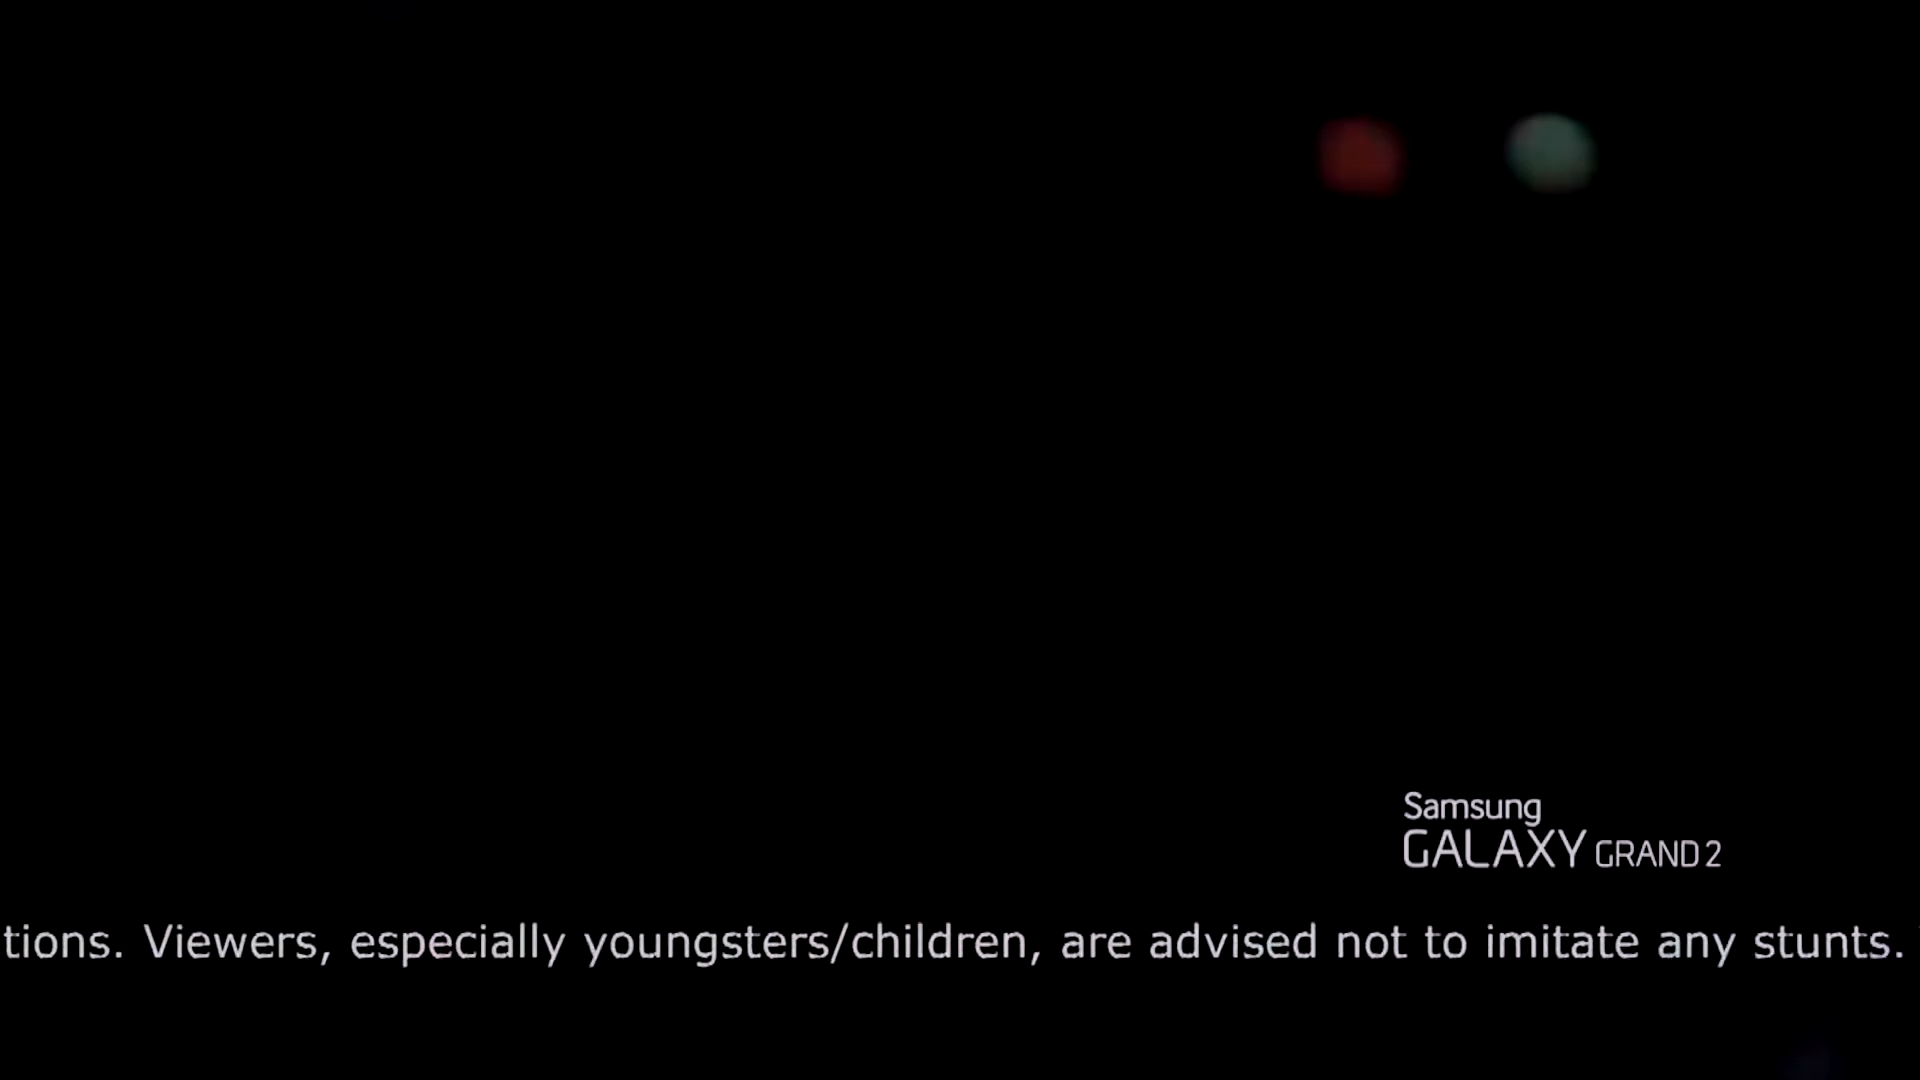 Samsung
GALAXY GRAND 2
tions. Viewers, especially youngsters/children, are advised not to imitate any stunts.